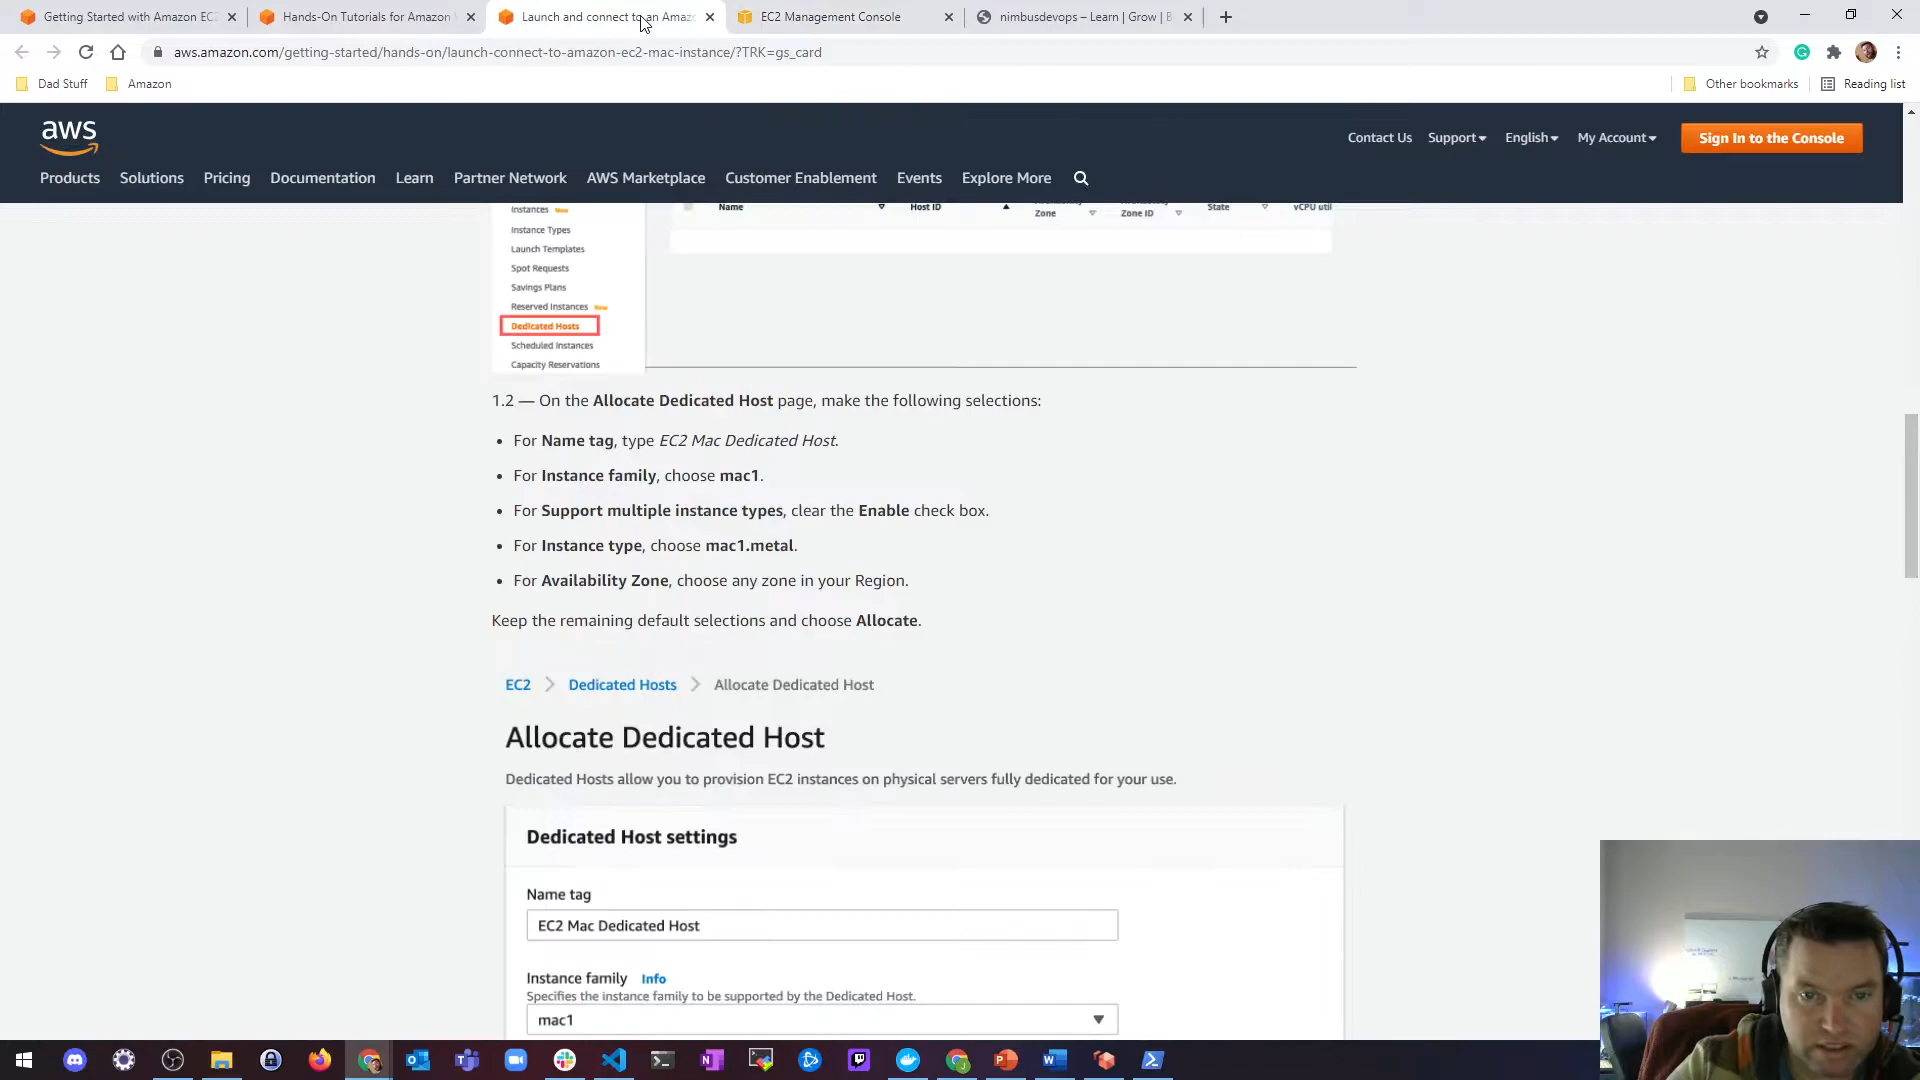 Getting Started with Amazon EC2
Hands-On Tutorials for Amazon
Launch and connect to an Amaz
EC2 Management Console
nimbusdevops – Learn | Grow | B
aws.amazon.com/getting-started/hands-on/launch-connect-to-amazon-ec2-mac-instance/?TRK=gs_card
Dad Stuff
Amazon
Other bookmarks
Reading list
aws
Contact Us
Support
English
My Account
Sign In to the Console
Products
Solutions
Pricing
Documentation
Learn
Partner Network
AWS Marketplace
Customer Enablement
Events
Explore More
Instances New
Name
Host ID
Zone
Zone ID
State
vCPU util
Instance Types
Launch Templates
Spot Requests
Savings Plans
Reserved Instances New
Dedicated Hosts
Scheduled Instances
Capacity Reservations
1.2 — On the Allocate Dedicated Host page, make the following selections:
• For Name tag, type EC2 Mac Dedicated Host.
• For Instance family, choose mac1.
• For Support multiple instance types, clear the Enable check box.
• For Instance type, choose mac1.metal.
• For Availability Zone, choose any zone in your Region.
Keep the remaining default selections and choose Allocate.
EC2 > Dedicated Hosts > Allocate Dedicated Host
Allocate Dedicated Host
Dedicated Hosts allow you to provision EC2 instances on physical servers fully dedicated for your use.
Dedicated Host settings
Name tag
EC2 Mac Dedicated Host
Instance family Info
Specifies the instance family to be supported by the Dedicated Host.
mac1